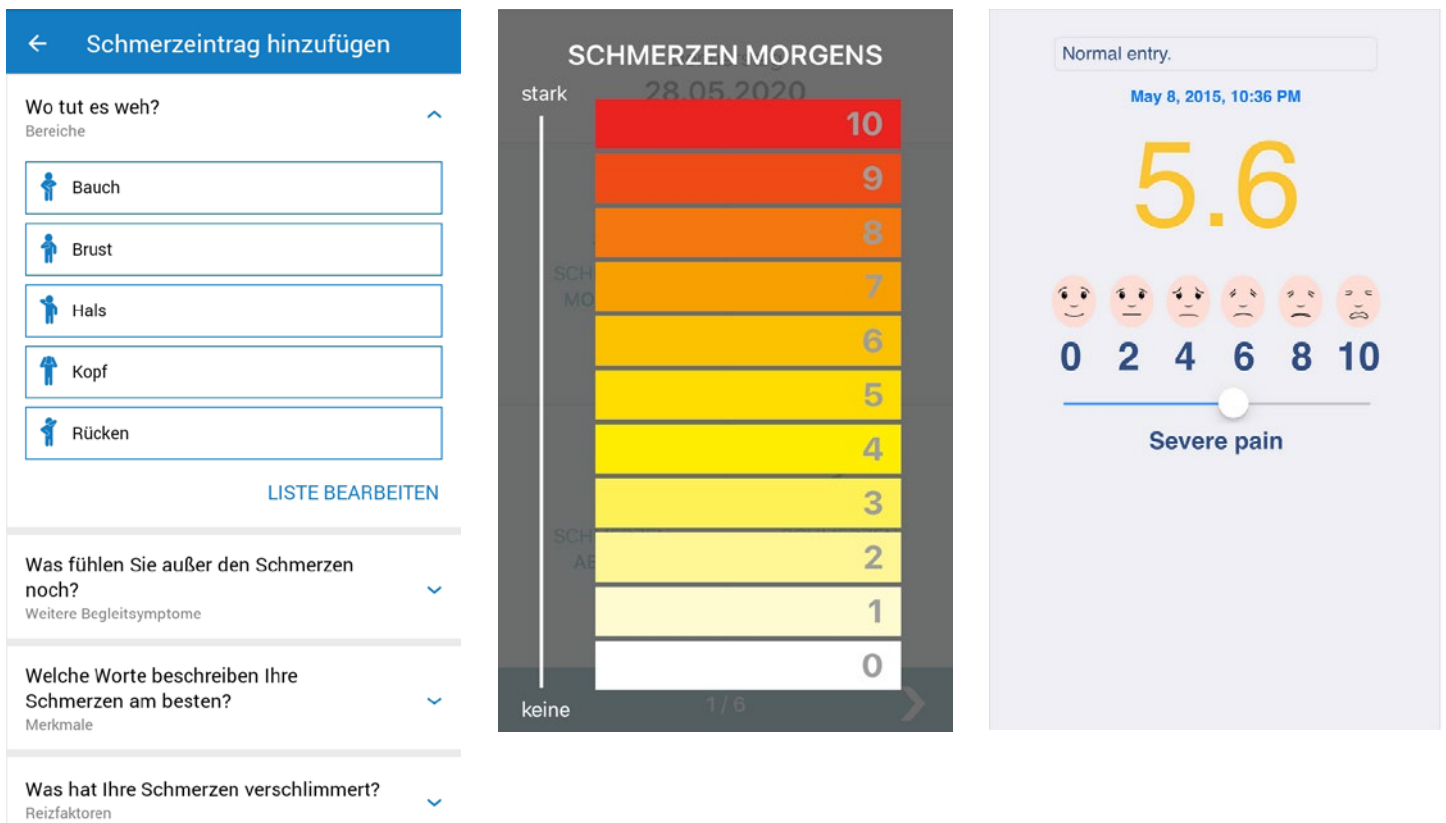 Schmerzeintrag hinzufügen
Wo tut es weh?
Bereiche
Bauch
Brust
Hals
Kopf
Rücken
LISTE BEARBEITEN
Was fühlen Sie außer den Schmerzen
noch?
Weitere Begleitsymptome
Welche Worte beschreiben Ihre
Schmerzen am besten?
Merkmale
Was hat Ihre Schmerzen verschlimmert?
Reizfaktoren
SCHMERZEN MORGENS
28.05.2020
stark
10
9
8
7
6
5
4
3
2
1
0
keine
1 / 6
Normal entry.
May 8, 2015, 10:36 PM
5.6
0 2 4 6 8 10
Severe pain